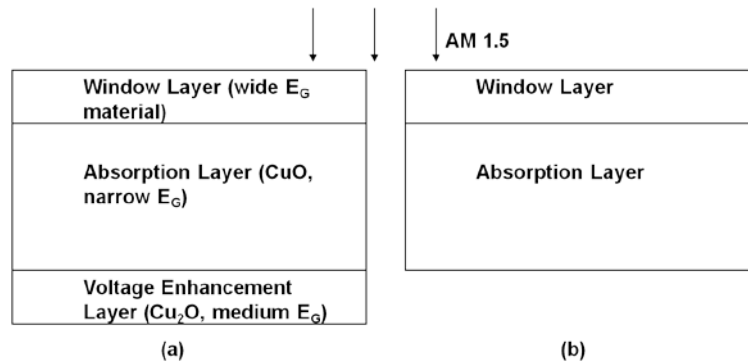 AM 1.5
Window Layer (wide E_G
material)
Absorption Layer (CuO,
narrow E_G)
Voltage Enhancement
Layer (Cu₂O, medium E_G)
(a)
Window Layer
Absorption Layer
(b)